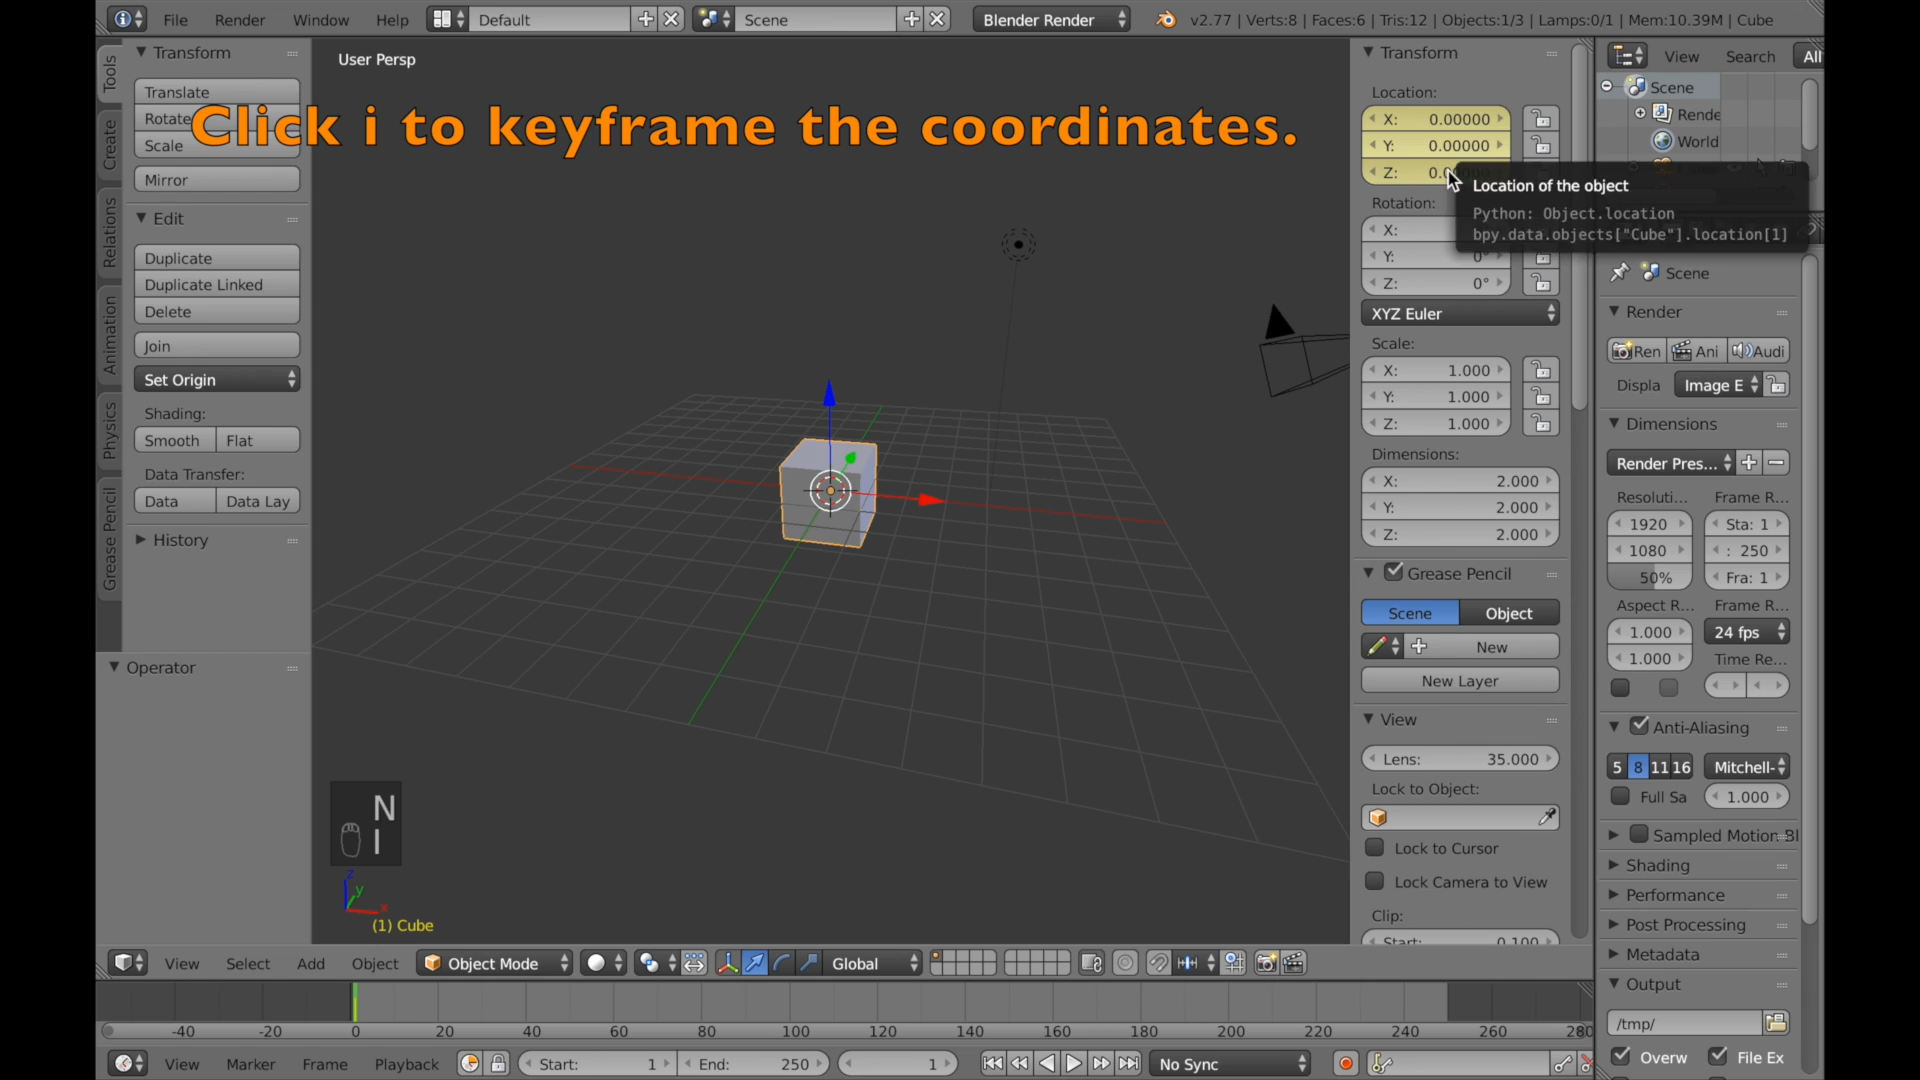 File Render Window Help Default Scene Blender Render v2.77 | Verts:8 | Faces:6 | Tris:12 | Objects:1/3 | Lamps:0/1 | Mem:10.39M | Cube
Tools
Create
Relations
Animation
Physics
Grease Pencil
Transform
Translate
Rotate
Scale
Mirror
Edit
Duplicate
Duplicate Linked
Delete
Join
Set Origin
Shading:
Smooth Flat
Data Transfer:
Data Data Lay
History
Operator
User Persp
Click i to keyframe the coordinates.
N
I
z
y
x
(1) Cube
Transform
Location:
X: 0.00000
Y: 0.00000
Z:
Location of the object
Python: Object.location
bpy.data.objects["Cube"].location[1]
Rotation:
X:
Y: 0°
Z: 0°
XYZ Euler
Scale:
X: 1.000
Y: 1.000
Z: 1.000
Dimensions:
X: 2.000
Y: 2.000
Z: 2.000
Grease Pencil
Scene Object
New
New Layer
View
Lens: 35.000
Lock to Object:
Lock to Cursor
Lock Camera to View
Clip:
Start: 0.100
View Search All
Scene
Rende
World
Scene
Render
Ren Ani Audi
Displa Image E
Dimensions
Render Pres...
Resoluti... Frame R...
1920 Sta: 1
1080 : 250
50% Fra: 1
Aspect R... Frame R...
1.000 24 fps
1.000 Time Re...
Anti-Aliasing
5 8 11 16 Mitchell-
Full Sa 1.000
Sampled Motion Bl
Shading
Performance
Post Processing
Metadata
Output
/tmp/
Overw File Ex
View Select Add Object Object Mode Global
-40 -20 0 20 40 60 80 100 120 140 160 180 200 220 240 260 280
View Marker Frame Playback Start: 1 End: 250 1 No Sync